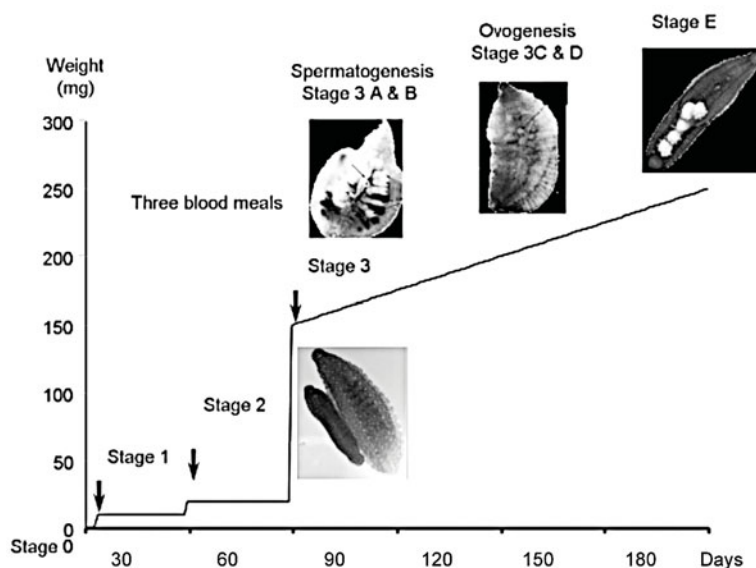 Weight
(mg)
Spermatogenesis
Stage 3 A & B
Ovogenesis
Stage 3C & D
Stage E
Three blood meals
Stage 3
Stage 2
Stage 1
300
250
200
150
100
50
0
Stage 0
30 60 90 120 150 180 Days